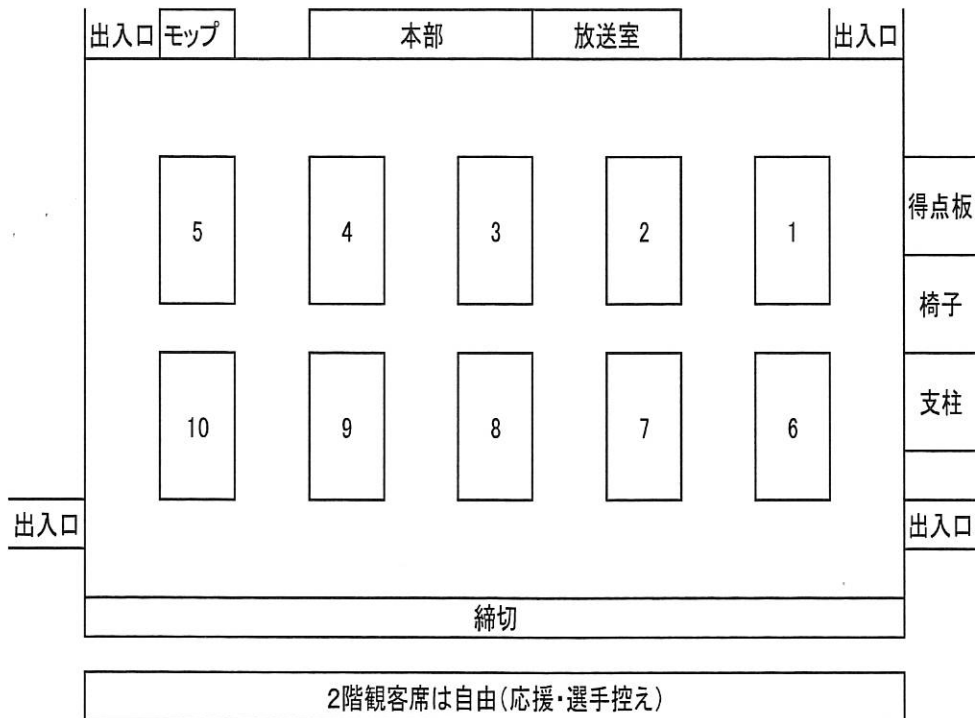 出入口 モップ 本部 放送室 出入口
5 4 3 2 1
得点板
椅子
支柱
10 9 8 7 6
出入口 出入口
締切
2階観客席は自由(応援・選手控え)